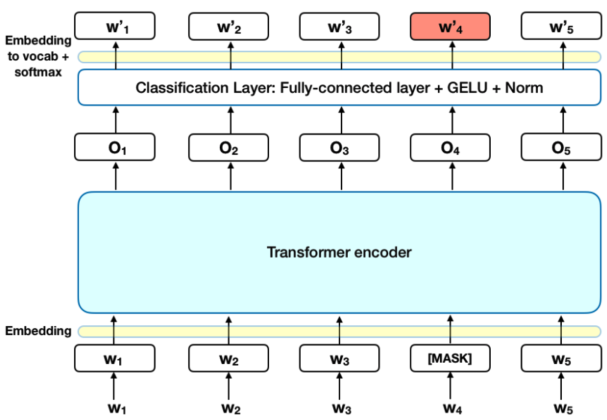 w’₁ w’₂ w’₃ w’₄ w’₅
Embedding
to vocab +
softmax
Classification Layer: Fully-connected layer + GELU + Norm
O₁ O₂ O₃ O₄ O₅
Transformer encoder
Embedding
W₁ W₂ W₃ [MASK] W₅
W₁ W₂ W₃ W₄ W₅